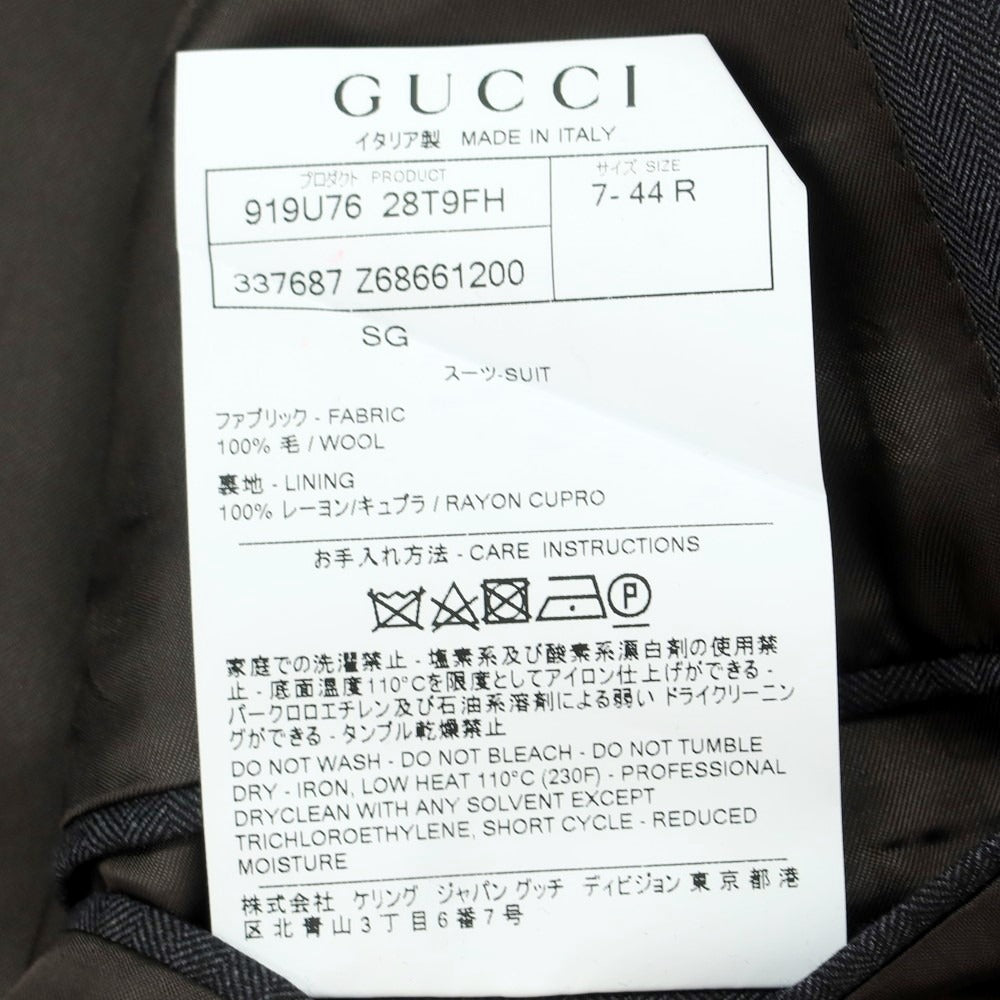 GUCCI
イタリア製 MADE IN ITALY
プロダクト PRODUCT
919U76 28T9FH
サイズ SIZE
7- 44 R
337687 Z68661200
SG
スーツ-SUIT
ファブリック - FABRIC
100% 毛 / WOOL
裏地 - LINING
100% レーヨン/キュプラ / RAYON CUPRO
お手入れ方法 - CARE INSTRUCTIONS
P
家庭での洗濯禁止 - 塩素系及び酸素系漂白剤の使用禁
止 - 底面温度110°Cを限度としてアイロン仕上げができる -
パークロロエチレン及び石油系溶剤による弱い ドライクリーニン
グができる - タンブル乾燥禁止
DO NOT WASH - DO NOT BLEACH - DO NOT TUMBLE
DRY - IRON, LOW HEAT 110°C (230F) - PROFESSIONAL
DRYCLEAN WITH ANY SOLVENT EXCEPT
TRICHLOROETHYLENE, SHORT CYCLE - REDUCED
MOISTURE
株式会社 ケリング ジャパン グッチ ディビジョン 東京都港
区北青山3丁目6番7号